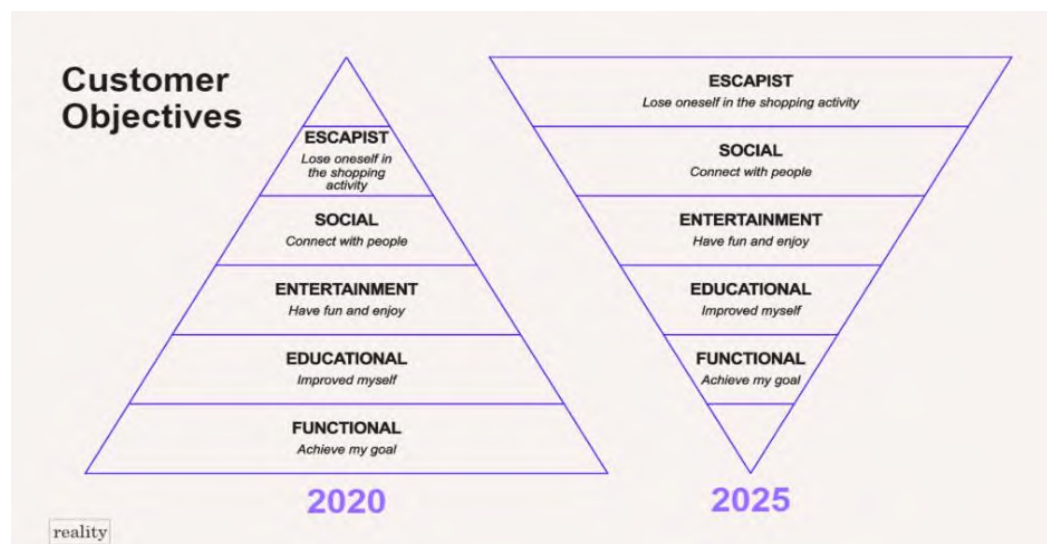 Customer
Objectives
ESCAPIST
Lose oneself in
the shopping
activity
SOCIAL
Connect with people
ENTERTAINMENT
Have fun and enjoy
EDUCATIONAL
Improved myself
FUNCTIONAL
Achieve my goal
2020
ESCAPIST
Lose oneself in the shopping activity
SOCIAL
Connect with people
ENTERTAINMENT
Have fun and enjoy
EDUCATIONAL
Improved myself
FUNCTIONAL
Achieve my goal
2025
reality